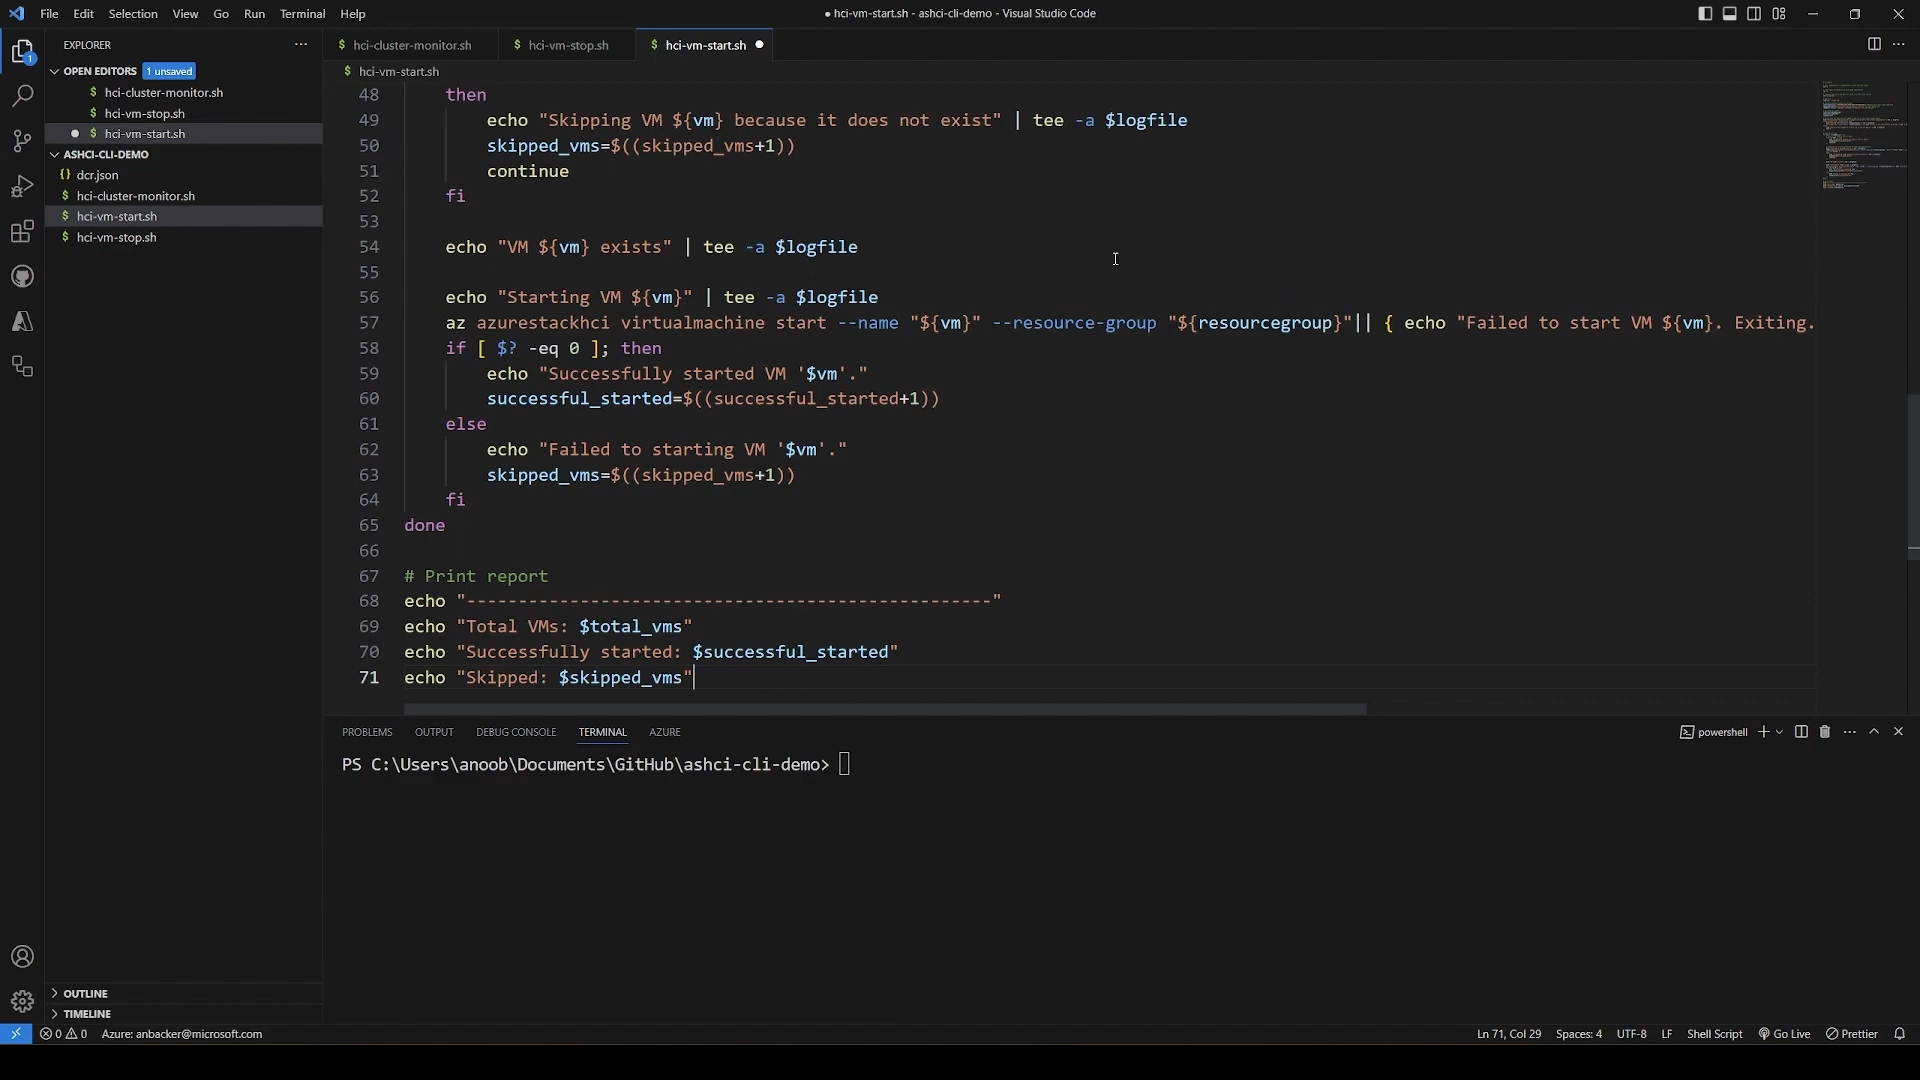 File Edit Selection View Go Run Terminal Help
● hci-vm-start.sh - ashci-cli-demo - Visual Studio Code
EXPLORER
OPEN EDITORS 1 unsaved
$ hci-cluster-monitor.sh
$ hci-vm-stop.sh
● $ hci-vm-start.sh
ASHCI-CLI-DEMO
{} dcr.json
$ hci-cluster-monitor.sh
$ hci-vm-start.sh
$ hci-vm-stop.sh
OUTLINE
TIMELINE
1
$ hci-cluster-monitor.sh $ hci-vm-stop.sh $ hci-vm-start.sh ●
$ hci-vm-start.sh
48 then
49 echo "Skipping VM ${vm} because it does not exist" | tee -a $logfile
50 skipped_vms=$((skipped_vms+1))
51 continue
52 fi
53
54 echo "VM ${vm} exists" | tee -a $logfile
55
56 echo "Starting VM ${vm}" | tee -a $logfile
57 az azurestackhci virtualmachine start --name "${vm}" --resource-group "${resourcegroup}"|| { echo "Failed to start VM ${vm}. Exiting.
58 if [ $? -eq 0 ]; then
59 echo "Successfully started VM '$vm'."
60 successful_started=$((successful_started+1))
61 else
62 echo "Failed to starting VM '$vm'."
63 skipped_vms=$((skipped_vms+1))
64 fi
65 done
66
67 # Print report
68 echo "---------------------------------------------------"
69 echo "Total VMs: $total_vms"
70 echo "Successfully started: $successful_started"
71 echo "Skipped: $skipped_vms"
PROBLEMS OUTPUT DEBUG CONSOLE TERMINAL AZURE
powershell
PS C:\Users\anoob\Documents\GitHub\ashci-cli-demo>
0 0 Azure: anbacker@microsoft.com
Ln 71, Col 29 Spaces: 4 UTF-8 LF Shell Script Go Live Prettier